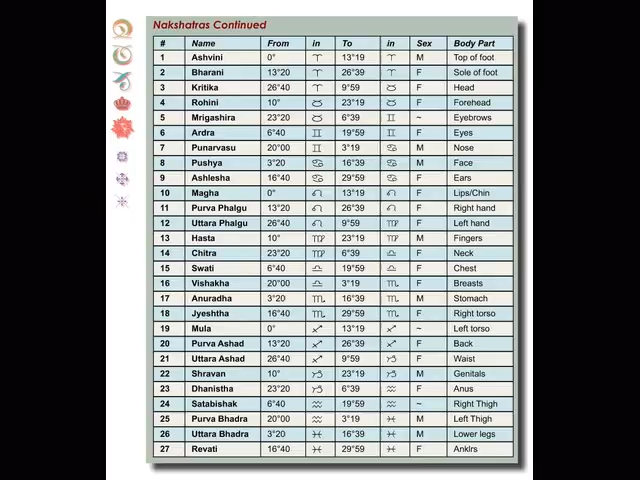 Nakshatras Continued
# Name From in To in Sex Body Part
1 Ashvini 0° ♈ 13°19 ♈ M Top of foot
2 Bharani 13°20 ♈ 26°39 ♈ F Sole of foot
3 Kritika 26°40 ♈ 9°59 ♉ F Head
4 Rohini 10° ♉ 23°19 ♉ F Forehead
5 Mrigashira 23°20 ♉ 6°39 ♊ ~ Eyebrows
6 Ardra 6°40 ♊ 19°59 ♊ F Eyes
7 Punarvasu 20°00 ♊ 3°19 ♋ M Nose
8 Pushya 3°20 ♋ 16°39 ♋ M Face
9 Ashlesha 16°40 ♋ 29°59 ♋ F Ears
10 Magha 0° ♌ 13°19 ♌ F Lips/Chin
11 Purva Phalgu 13°20 ♌ 26°39 ♌ F Right hand
12 Uttara Phalgu 26°40 ♌ 9°59 ♍ F Left hand
13 Hasta 10° ♍ 23°19 ♍ M Fingers
14 Chitra 23°20 ♍ 6°39 ♎ F Neck
15 Swati 6°40 ♎ 19°59 ♎ F Chest
16 Vishakha 20°00 ♎ 3°19 ♏ F Breasts
17 Anuradha 3°20 ♏ 16°39 ♏ M Stomach
18 Jyeshtha 16°40 ♏ 29°59 ♏ F Right torso
19 Mula 0° ♐ 13°19 ♐ ~ Left torso
20 Purva Ashad 13°20 ♐ 26°39 ♐ F Back
21 Uttara Ashad 26°40 ♐ 9°59 ♑ F Waist
22 Shravan 10° ♑ 23°19 ♑ M Genitals
23 Dhanistha 23°20 ♑ 6°39 ♒ F Anus
24 Satabishak 6°40 ♒ 19°59 ♒ ~ Right Thigh
25 Purva Bhadra 20°00 ♒ 3°19 ♓ M Left Thigh
26 Uttara Bhadra 3°20 ♓ 16°39 ♓ M Lower legs
27 Revati 16°40 ♓ 29°59 ♓ F Anklrs